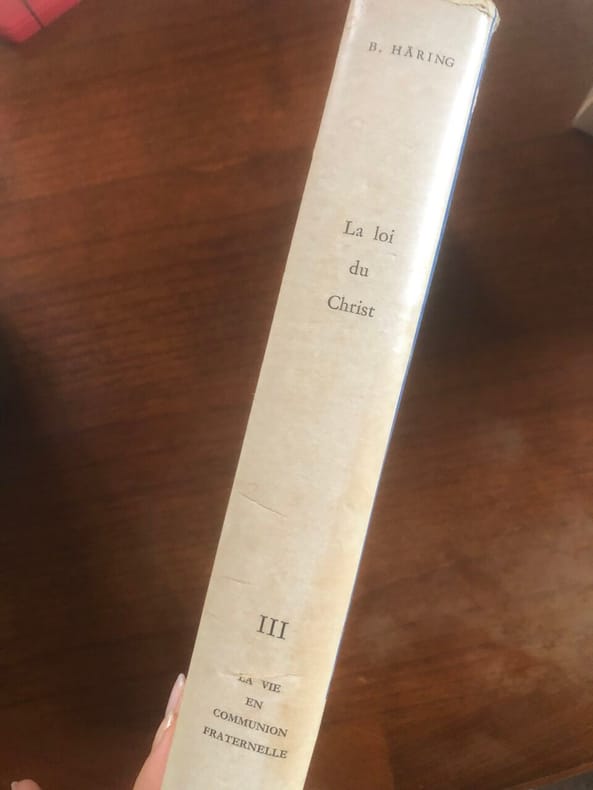 B. HÄRING
La loi
du
Christ
III
LA VIE
EN
COMMUNION
FRATERNELLE